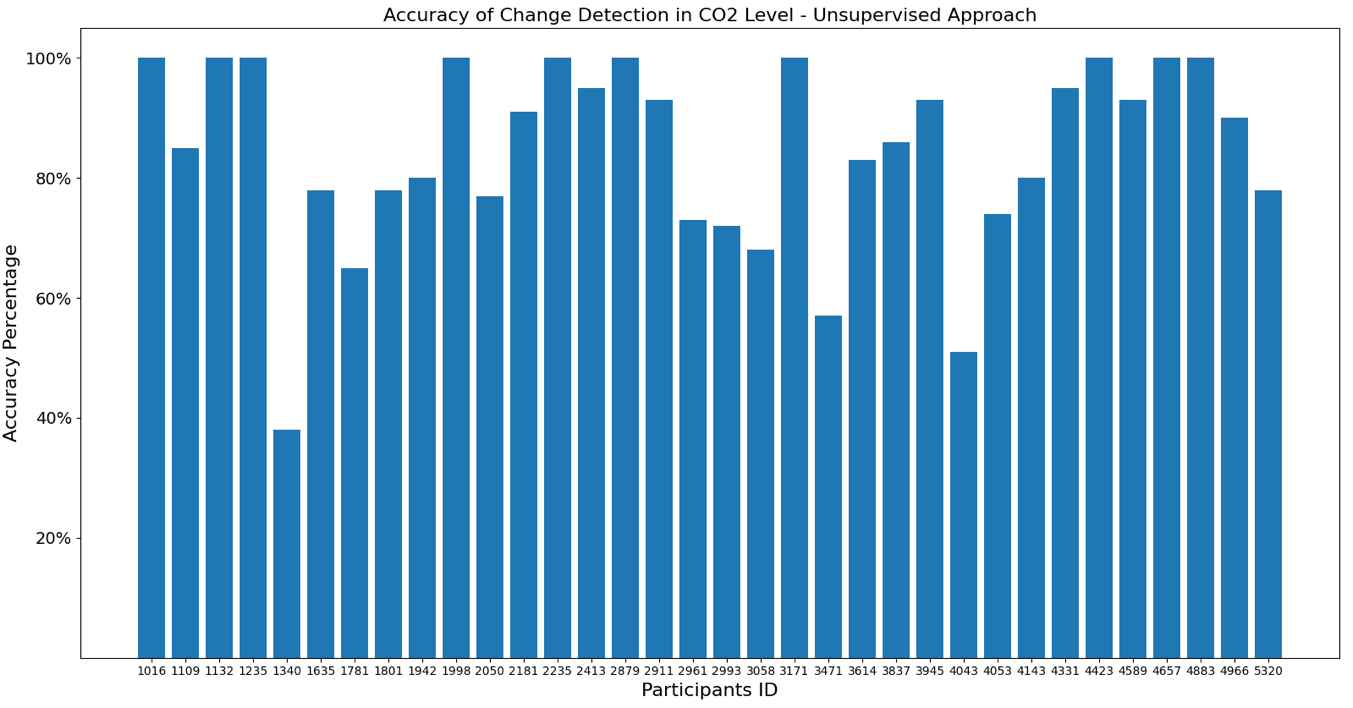 Accuracy of Change Detection in CO2 Level - Unsupervised Approach
Accuracy Percentage
100%
80%
60%
40%
20%
1016 1109 1132 1235 1340 1635 1781 1801 1942 1998 2050 2181 2235 2413 2879 2911 2961 2993 3058 3171 3471 3614 3837 3945 4043 4053 4143 4331 4423 4589 4657 4883 4966 5320
Participants ID